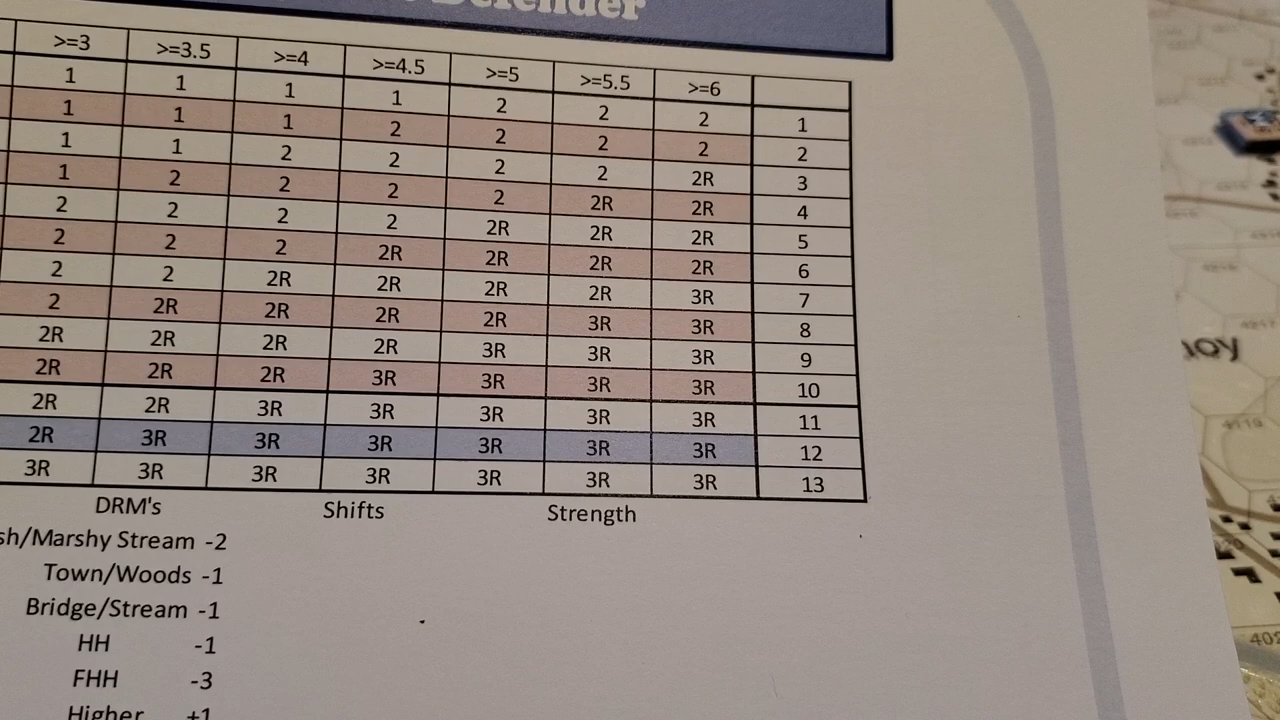 Defender
>=3 >=3.5 >=4 >=4.5 >=5 >=5.5 >=6
1 1 1 1 2 2 2 1
1 1 1 2 2 2 2 2
1 1 2 2 2 2 2R 3
1 2 2 2 2 2R 2R 4
2 2 2 2 2R 2R 2R 5
2 2 2 2R 2R 2R 2R 6
2 2 2R 2R 2R 2R 3R 7
2 2R 2R 2R 2R 3R 3R 8
2R 2R 2R 2R 3R 3R 3R 9
2R 2R 2R 3R 3R 3R 3R 10
2R 2R 3R 3R 3R 3R 3R 11
2R 3R 3R 3R 3R 3R 3R 12
3R 3R 3R 3R 3R 3R 3R 13
DRM's Shifts Strength
sh/Marshy Stream -2
Town/Woods -1
Bridge/Stream -1
HH -1
FHH -3
Higher +1